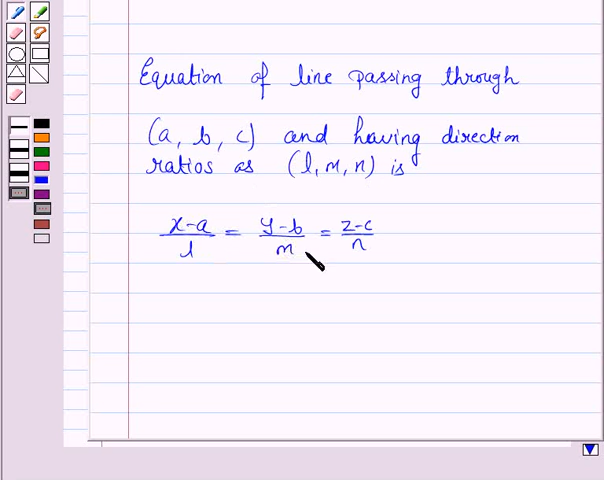 Equation of line passing through
(a, b, c) and having direction
ratios as (l, m, n) is
x-a/l = y-b/m = z-c/n